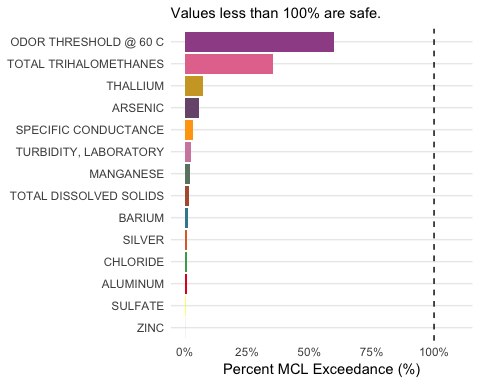 Values less than 100% are safe.
ODOR THRESHOLD @ 60 C
TOTAL TRIHALOMETHANES
THALLIUM
ARSENIC
SPECIFIC CONDUCTANCE
TURBIDITY, LABORATORY
MANGANESE
TOTAL DISSOLVED SOLIDS
BARIUM
SILVER
CHLORIDE
ALUMINUM
SULFATE
ZINC
0% 25% 50% 75% 100%
Percent MCL Exceedance (%)